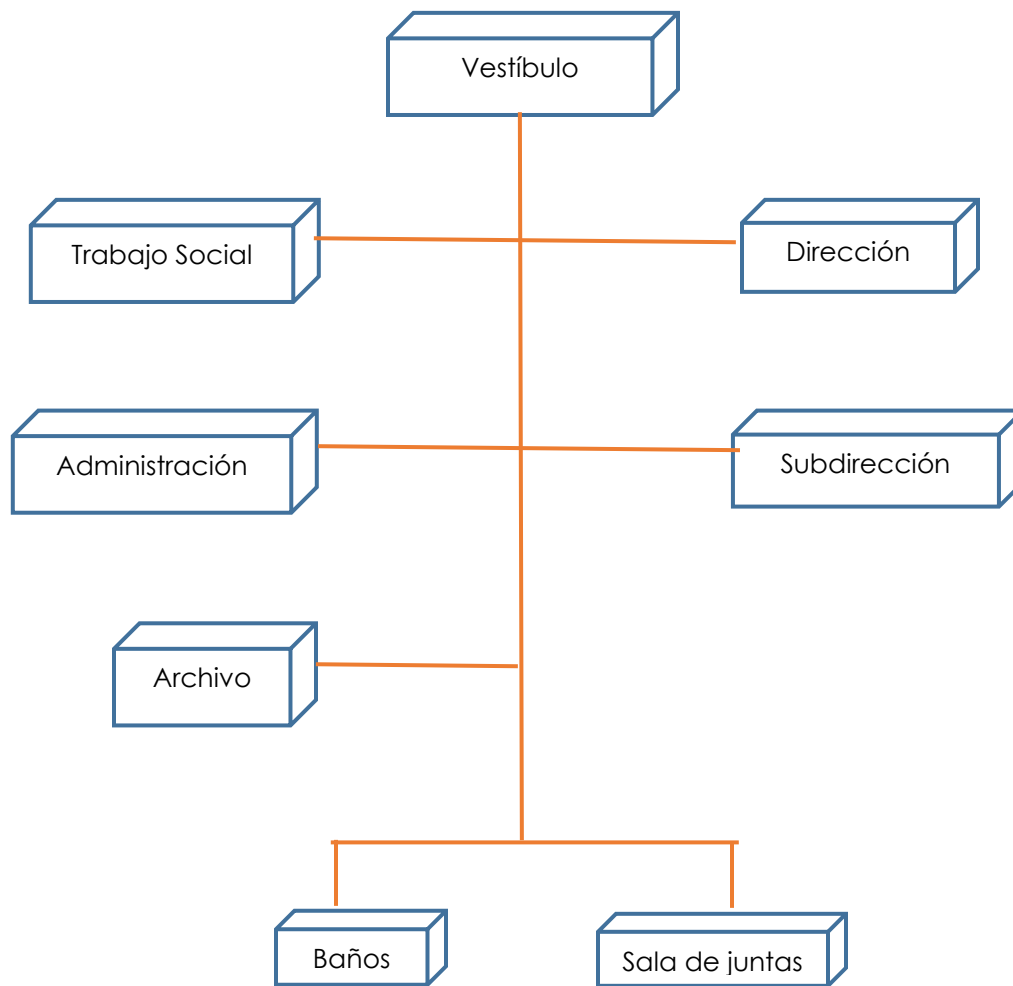 Vestíbulo
Trabajo Social
Dirección
Administración
Subdirección
Archivo
Baños
Sala de juntas